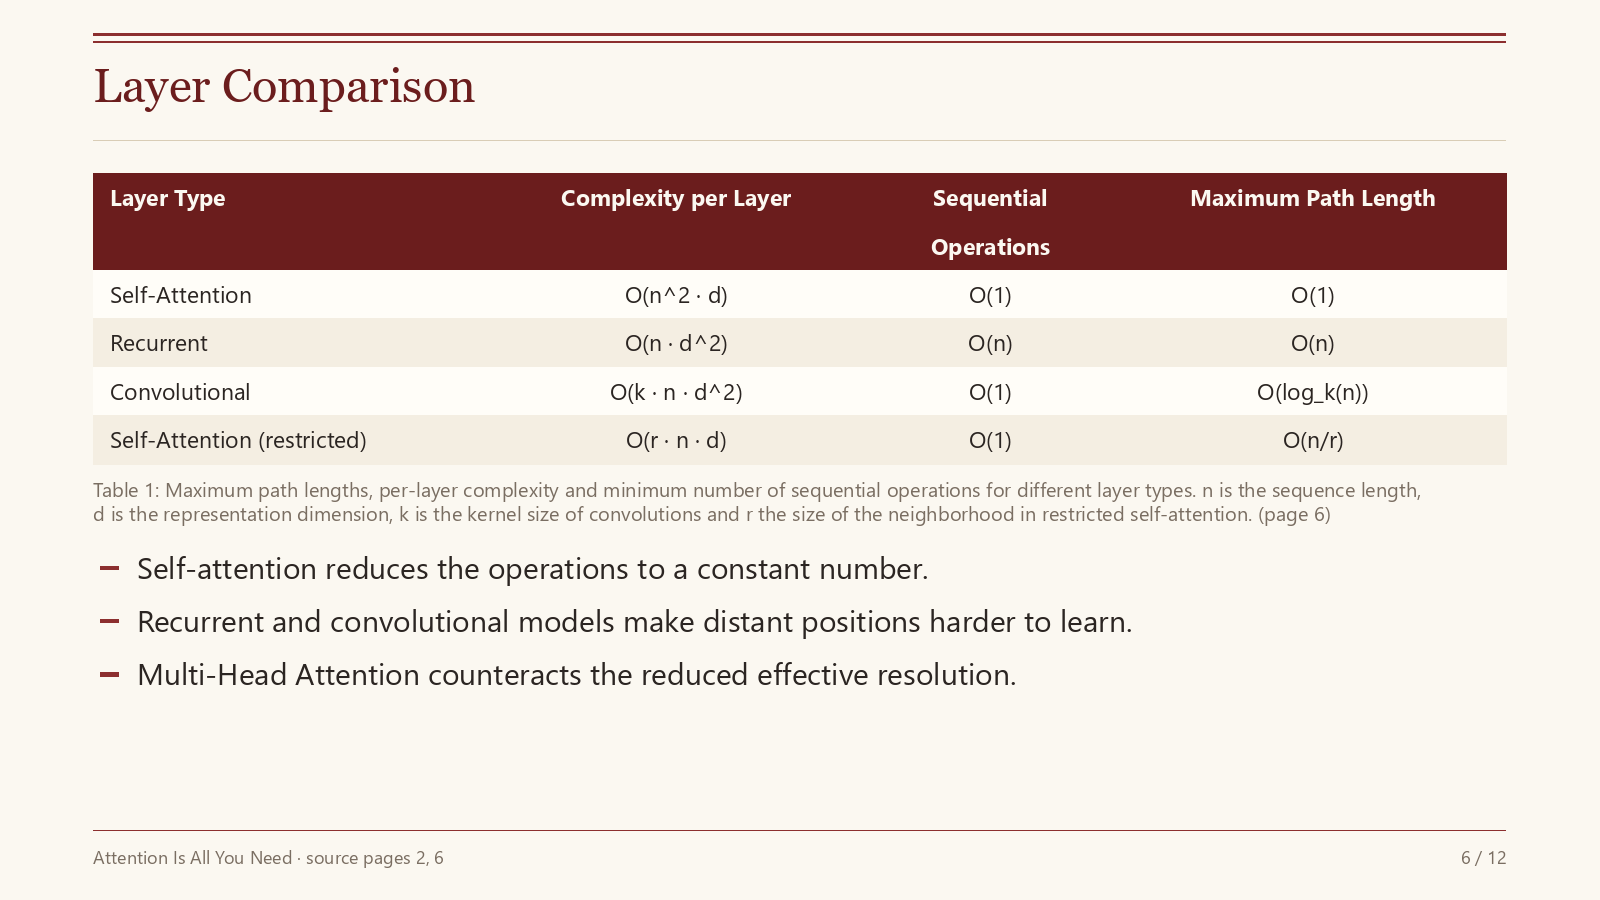 Layer Comparison
Layer Type Complexity per Layer Sequential Operations Maximum Path Length
Self-Attention O(n^2 · d) O(1) O(1)
Recurrent O(n · d^2) O(n) O(n)
Convolutional O(k · n · d^2) O(1) O(log_k(n))
Self-Attention (restricted) O(r · n · d) O(1) O(n/r)
Table 1: Maximum path lengths, per-layer complexity and minimum number of sequential operations for different layer types. n is the sequence length,
d is the representation dimension, k is the kernel size of convolutions and r the size of the neighborhood in restricted self-attention. (page 6)
– Self-attention reduces the operations to a constant number.
– Recurrent and convolutional models make distant positions harder to learn.
– Multi-Head Attention counteracts the reduced effective resolution.
Attention Is All You Need · source pages 2, 6
6 / 12